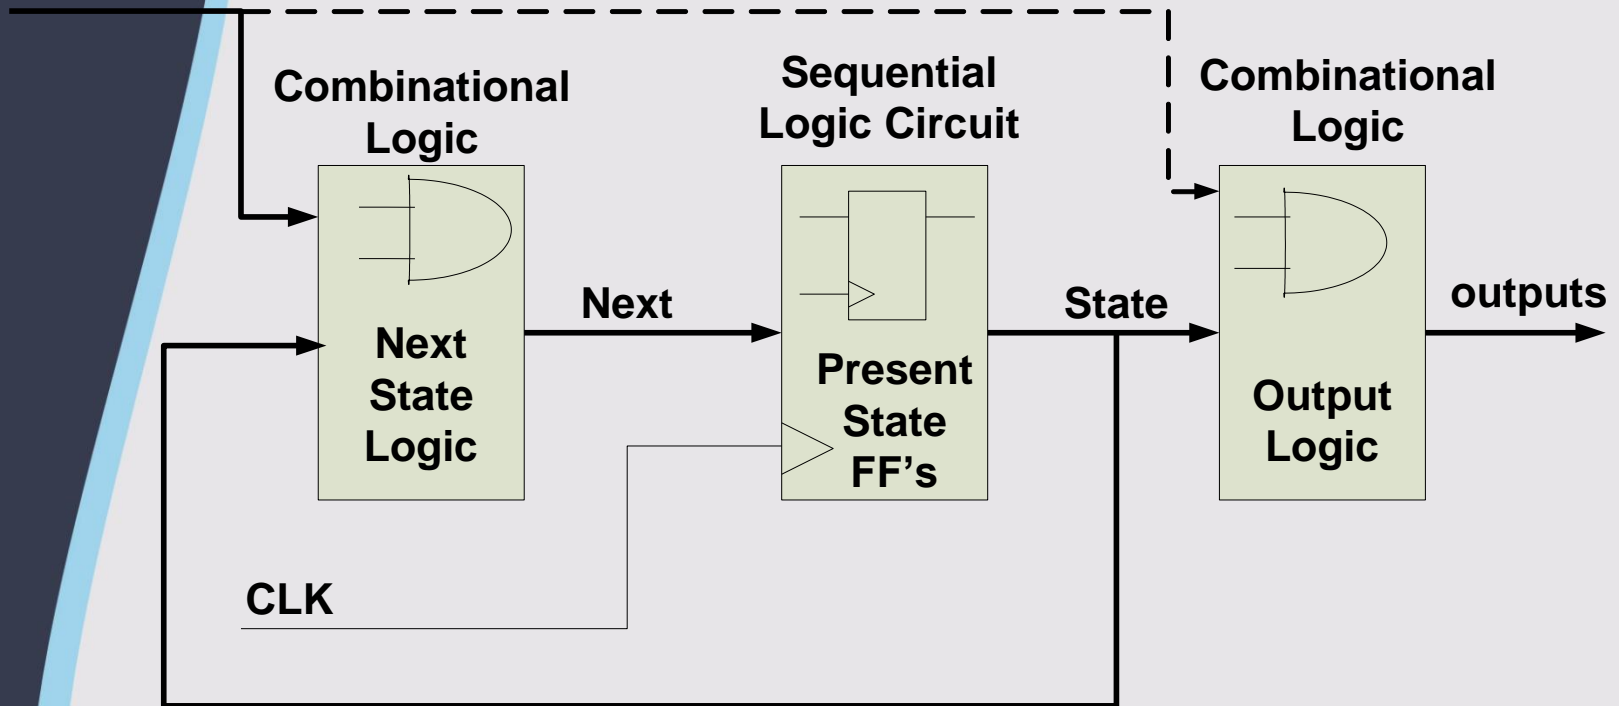 Combinational
Logic
Sequential
Logic Circuit
Combinational
Logic
Next
State
Logic
Next
Present
State
FF’s
State
Output
Logic
outputs
CLK